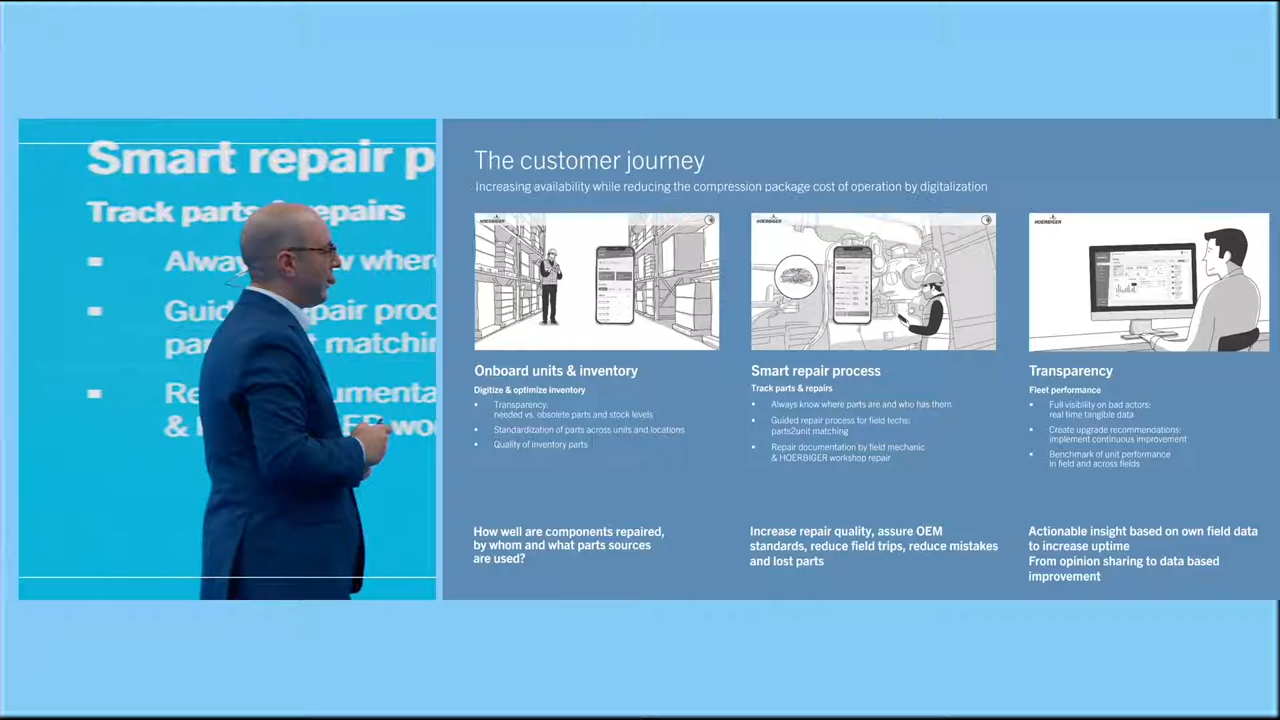 Smart repair p
Track parts & repairs
Guid
pair proc
matchin
Re
umenta
The customer journey
Increasing availability while reducing the compression package cost of operation by digitalization
HOERBIGER
Onboard units & inventory
Digitize & optimize inventory
Transparency:
needed vs. obsolete parts and stock levels
Standardization of parts across units and locations
Quality of inventory parts
How well are components repaired,
by whom and what parts sources
are used?
HOERBIGER
Smart repair process
Track parts & repairs
Always know where parts are and who has them
Guided repair process for field techs:
parts2unit matching
Repair documentation by field mechanic
& HOERBIGER workshop repair
Increase repair quality, assure OEM
standards, reduce field trips, reduce mistakes
and lost parts
HOERBIGER
Transparency
Fleet performance
Full visibility on bad actors:
real time tangible data
Create upgrade recommendations:
implement continuous improvement
Benchmark of unit performance
in field and across fields
Actionable insight based on own field data
to increase uptime
From opinion sharing to data based
improvement